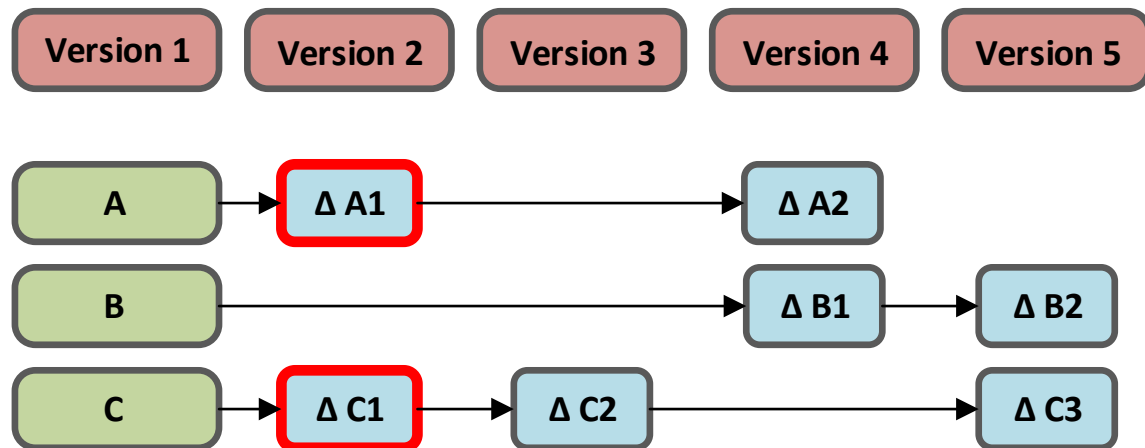 Version 1 Version 2 Version 3 Version 4 Version 5
A Δ A1 Δ A2
B Δ B1 Δ B2
C Δ C1 Δ C2 Δ C3